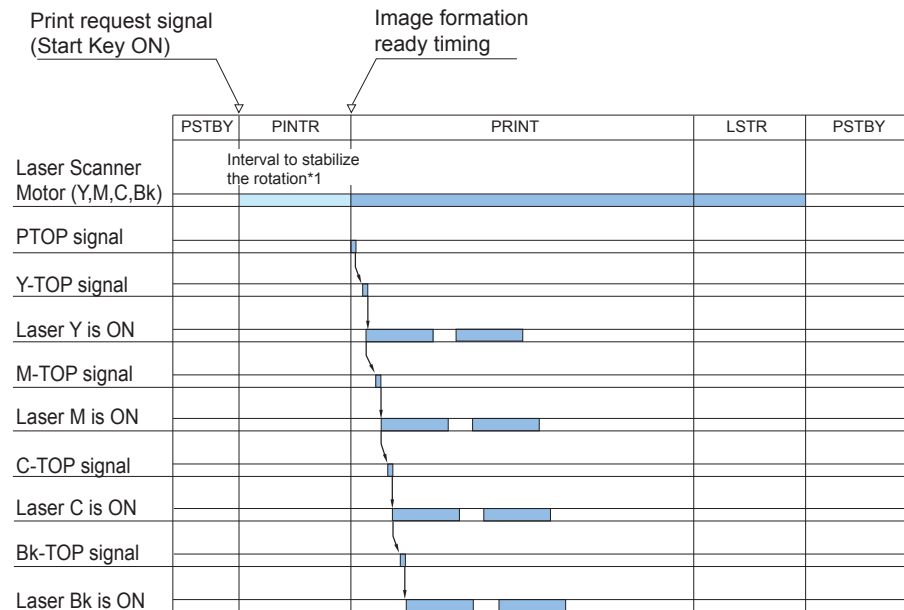 Print request signal
(Start Key ON)
Image formation
ready timing
PSTBY PINTR PRINT LSTR PSTBY
Interval to stabilize
the rotation*1
Laser Scanner
Motor (Y,M,C,Bk)
PTOP signal
Y-TOP signal
Laser Y is ON
M-TOP signal
Laser M is ON
C-TOP signal
Laser C is ON
Bk-TOP signal
Laser Bk is ON